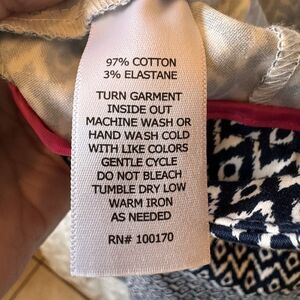 97% COTTON
3% ELASTANE
TURN GARMENT
INSIDE OUT
MACHINE WASH OR
HAND WASH COLD
WITH LIKE COLORS
GENTLE CYCLE
DO NOT BLEACH
TUMBLE DRY LOW
WARM IRON
AS NEEDED
RN# 100170